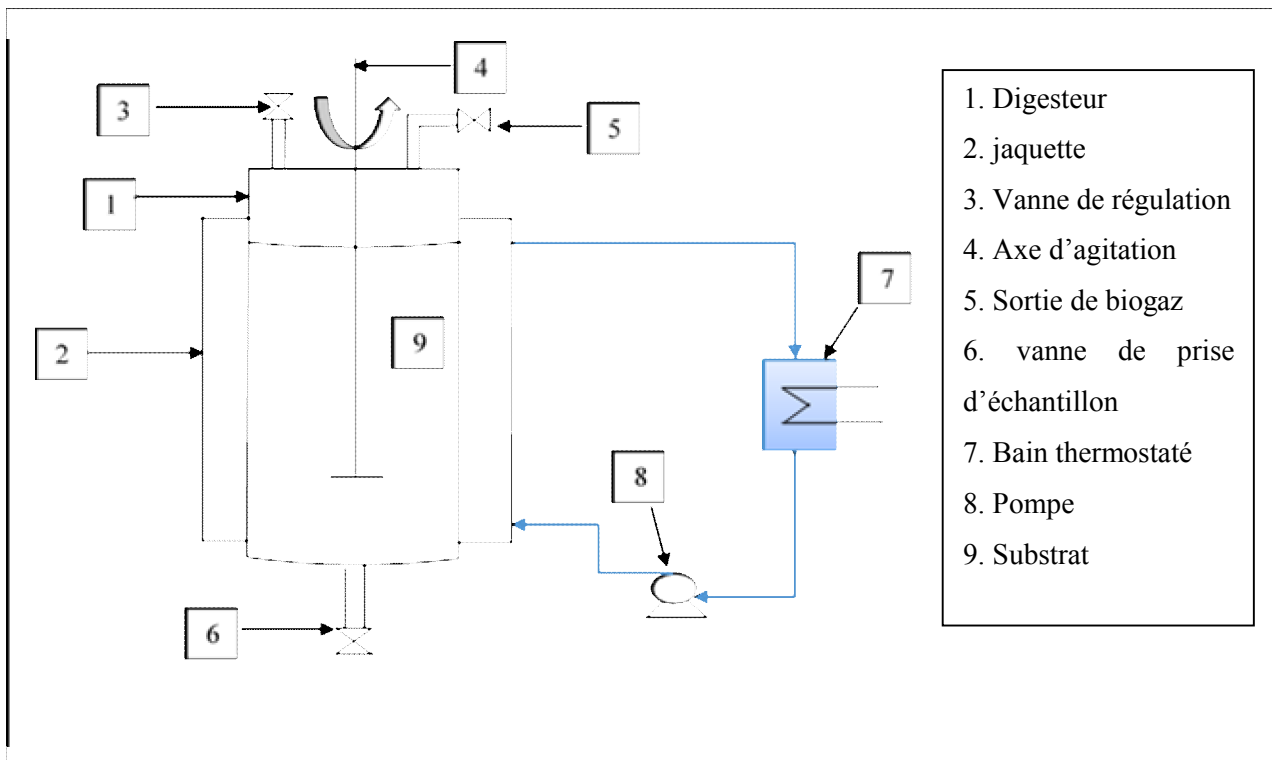 4
3
5
1
7
2
9
8
6
1. Digesteur
2. jaquette
3. Vanne de régulation
4. Axe d’agitation
5. Sortie de biogaz
6. vanne de prise
d’échantillon
7. Bain thermostaté
8. Pompe
9. Substrat